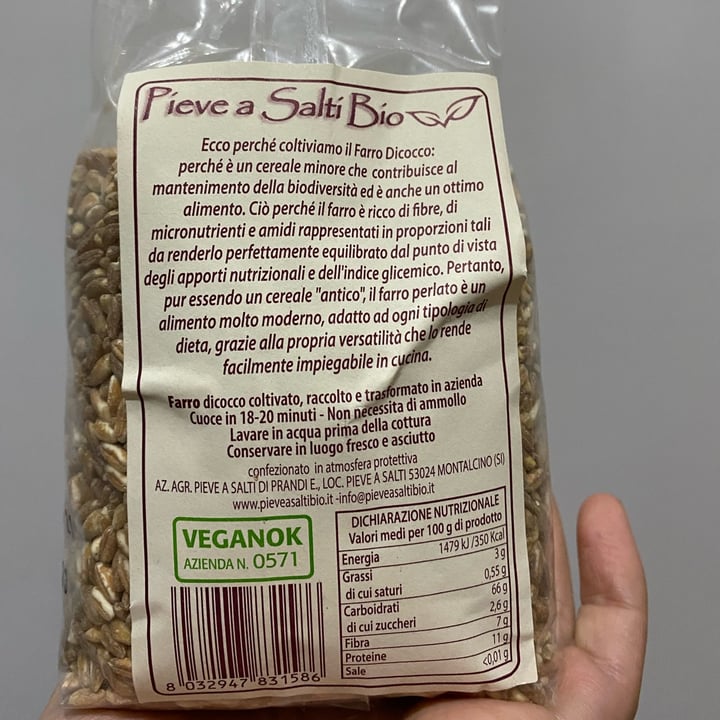 Pieve a Salti Bio
Ecco perché coltiviamo il Farro Dicocco:
perché è un cereale minore che contribuisce al
mantenimento della biodiversità ed è anche un ottimo
alimento. Ciò perché il farro è ricco di fibre, di
micronutrienti e amidi rappresentati in proporzioni tali
da renderlo perfettamente equilibrato dal punto di vista
degli apporti nutrizionali e dell'indice glicemico. Pertanto,
pur essendo un cereale "antico", il farro perlato è un
alimento molto moderno, adatto ad ogni tipologia di
dieta, grazie alla propria versatilità che lo rende
facilmente impiegabile in cucina.
Farro dicocco coltivato, raccolto e trasformato in azienda
Cuoce in 18-20 minuti - Non necessita di ammollo
Lavare in acqua prima della cottura
Conservare in luogo fresco e asciutto
confezionato in atmosfera protettiva
AZ. AGR. PIEVE A SALTI DI PRANDI E., LOC. PIEVE A SALTI 53024 MONTALCINO (SI)
www.pieveasaltibio.it -info@pieveasaltibio.it
VEGANOK
AZIENDA N. 0571
8 032947 831586
DICHIARAZIONE NUTRIZIONALE
Valori medi per 100 g di prodotto
Energia 1479 kJ /350 Kcal
Grassi 3 g
di cui saturi 0,55 g
Carboidrati 66 g
di cui zuccheri 2,6 g
Fibra 7 g
Proteine 11 g
Sale <0,01 g